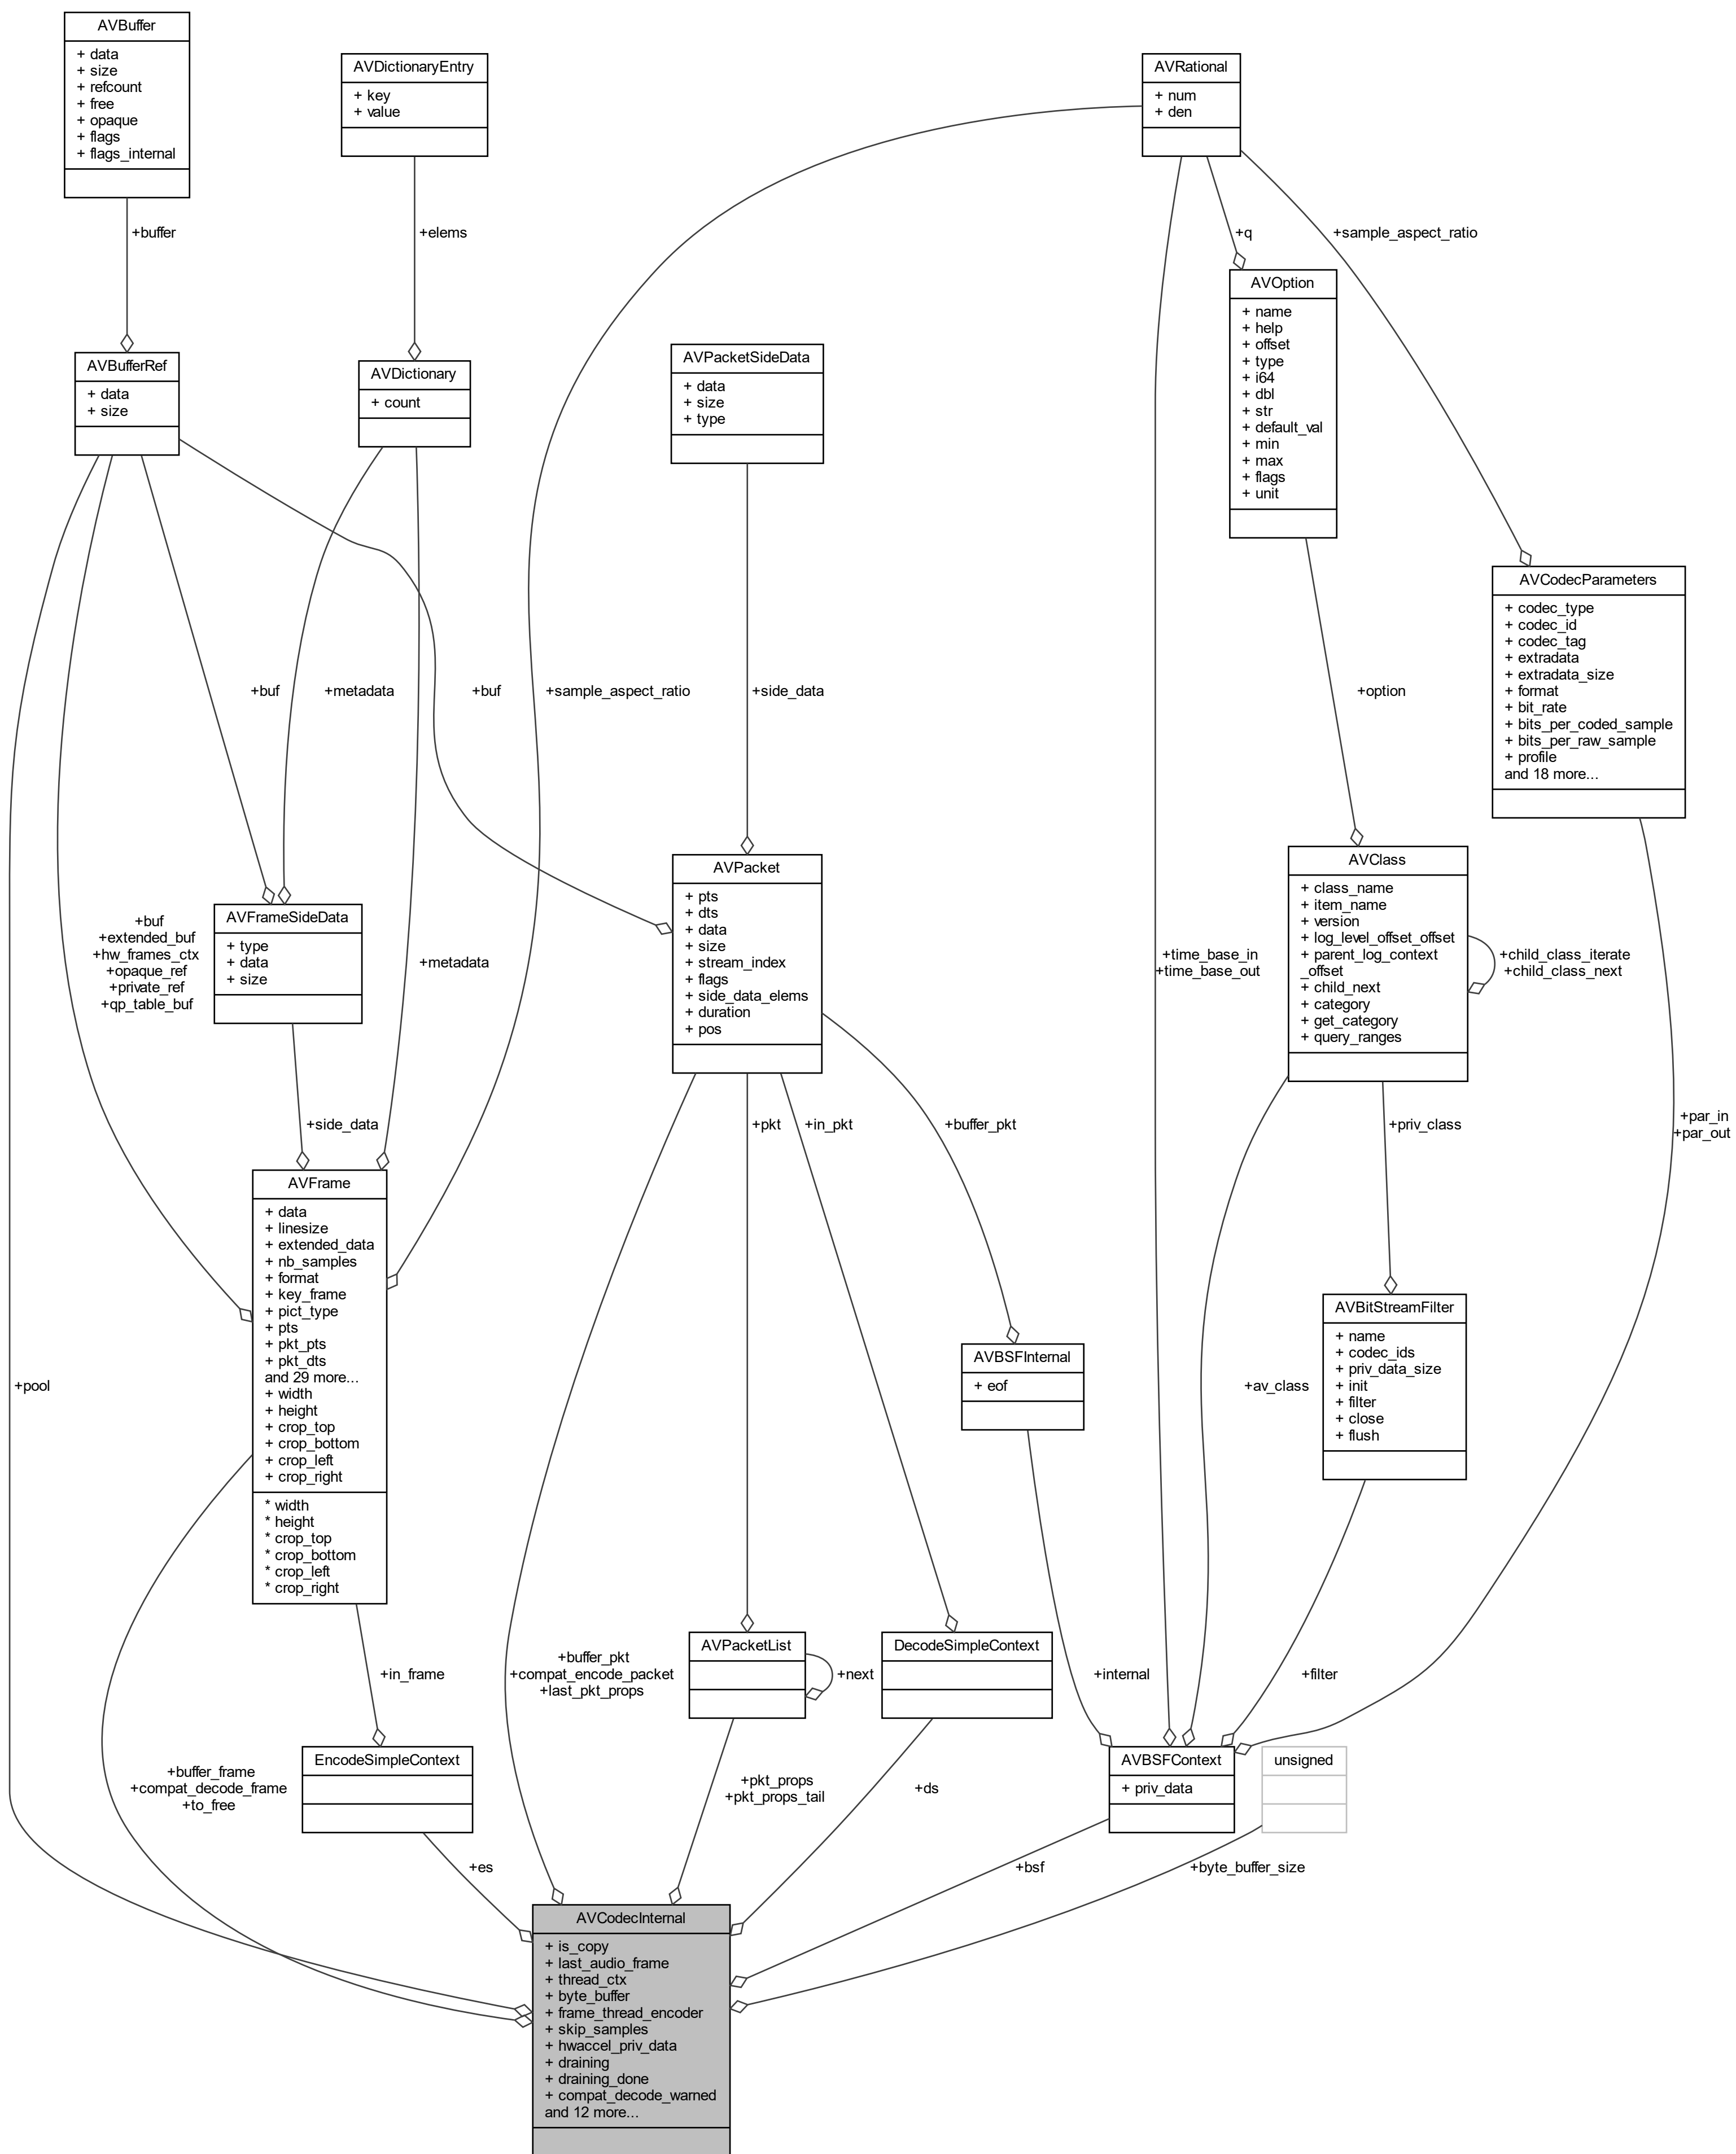 AVBuffer
+ data
+ size
+ refcount
+ free
+ opaque
+ flags
+ flags_internal
AVDictionaryEntry
+ key
+ value
AVRational
+ num
+ den
+buffer
+elems
+q
+sample_aspect_ratio
AVOption
+ name
+ help
+ offset
+ type
+ i64
+ dbl
+ str
+ default_val
+ min
+ max
+ flags
+ unit
AVBufferRef
+ data
+ size
AVDictionary
+ count
AVPacketSideData
+ data
+ size
+ type
AVCodecParameters
+ codec_type
+ codec_id
+ codec_tag
+ extradata
+ extradata_size
+ format
+ bit_rate
+ bits_per_coded_sample
+ bits_per_raw_sample
+ profile
and 18 more...
+buf
+metadata
+buf
+sample_aspect_ratio
+side_data
+option
AVPacket
+ pts
+ dts
+ data
+ size
+ stream_index
+ flags
+ side_data_elems
+ duration
+ pos
AVClass
+ class_name
+ item_name
+ version
+ log_level_offset_offset
+ parent_log_context
_offset
+ child_next
+ category
+ get_category
+ query_ranges
+child_class_iterate
+child_class_next
+buf
+extended_buf
+hw_frames_ctx
+opaque_ref
+private_ref
+qp_table_buf
AVFrameSideData
+ type
+ data
+ size
+metadata
+time_base_in
+time_base_out
+side_data
+pkt
+in_pkt
+buffer_pkt
+priv_class
+par_in
+par_out
AVFrame
+ data
+ linesize
+ extended_data
+ nb_samples
+ format
+ key_frame
+ pict_type
+ pts
+ pkt_pts
+ pkt_dts
and 29 more...
+ width
+ height
+ crop_top
+ crop_bottom
+ crop_left
+ crop_right
* width
* height
* crop_top
* crop_bottom
* crop_left
* crop_right
AVBitStreamFilter
+ name
+ codec_ids
+ priv_data_size
+ init
+ filter
+ close
+ flush
AVBSFInternal
+ eof
+pool
+av_class
AVPacketList
+next
DecodeSimpleContext
+in_frame
+buffer_pkt
+compat_encode_packet
+last_pkt_props
+internal
+filter
EncodeSimpleContext
AVBSFContext
+ priv_data
unsigned
+buffer_frame
+compat_decode_frame
+to_free
+pkt_props
+pkt_props_tail
+ds
+es
+bsf
+byte_buffer_size
AVCodecInternal
+ is_copy
+ last_audio_frame
+ thread_ctx
+ byte_buffer
+ frame_thread_encoder
+ skip_samples
+ hwaccel_priv_data
+ draining
+ draining_done
+ compat_decode_warned
and 12 more...